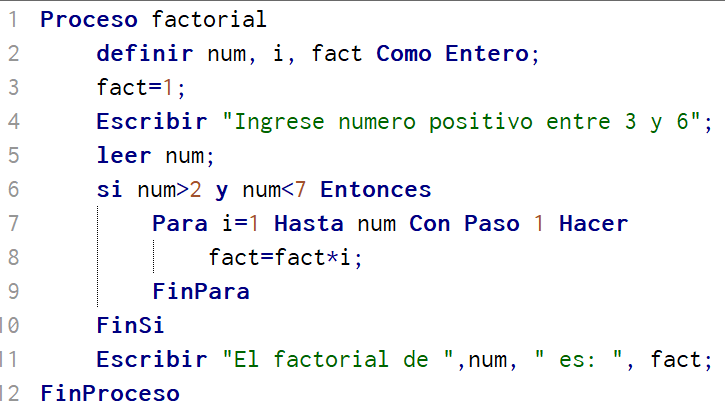 1 Proceso factorial
2 definir num, i, fact Como Entero;
3 fact=1;
4 Escribir "Ingrese numero positivo entre 3 y 6";
5 leer num;
6 si num>2 y num<7 Entonces
7 Para i=1 Hasta num Con Paso 1 Hacer
8 fact=fact*i;
9 FinPara
10 FinSi
11 Escribir "El factorial de ",num, " es: ", fact;
12 FinProceso